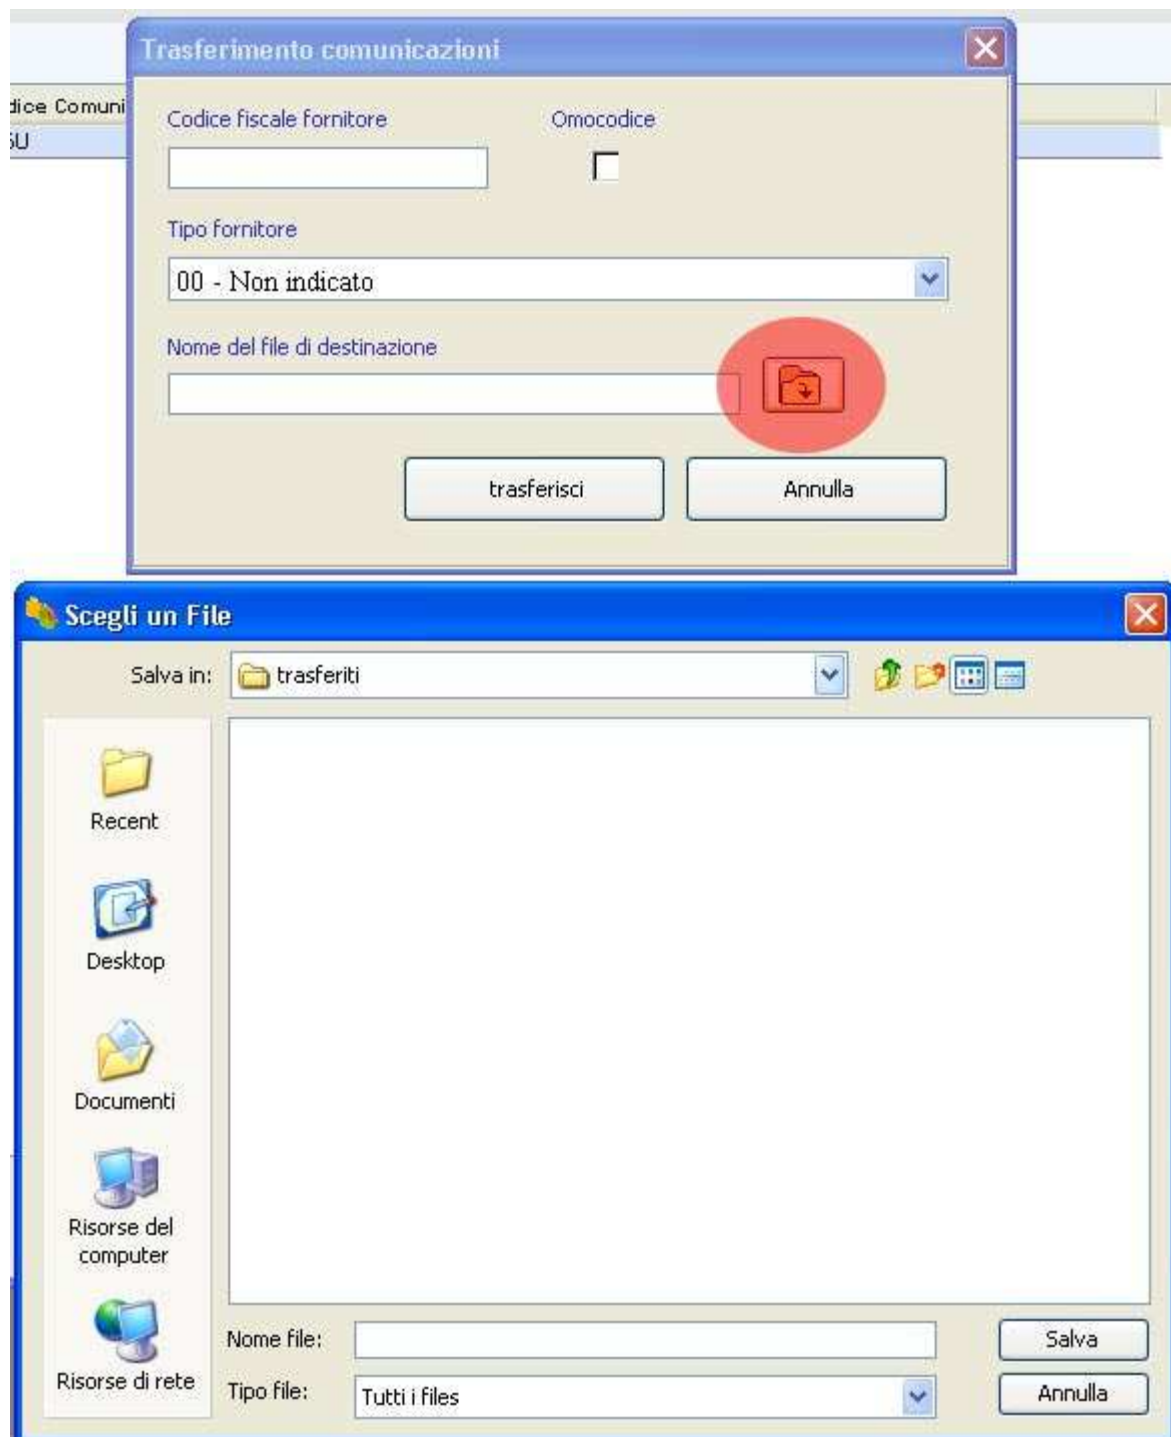 Trasferimento comunicazioni
dice Comuni
SU
Codice fiscale fornitore
Omocodice
Tipo fornitore
00 - Non indicato
Nome del file di destinazione
trasferisci
Annulla
Scegli un File
Salva in:
trasferiti
Recent
Desktop
Documenti
Risorse del
computer
Risorse di rete
Nome file:
Salva
Tipo file:
Tutti i files
Annulla